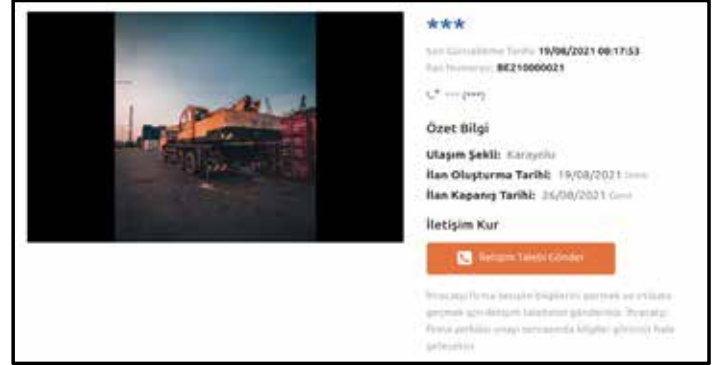 ***
Son Güncelleme Tarihi: 19/08/2021 08:17:53
İlan Numarası: BE210000021
Özet Bilgi
Ulaşım Şekli: Karayolu
İlan Oluşturma Tarihi: 19/08/2021
İlan Kapanış Tarihi: 26/08/2021
İletişim Kur
İletişim Talebi Gönder
İhracatçı firma iletişim bilgilerini görmek ve irtibata
geçmek için iletişim talebinizi gönderiniz. İhracatçı
firma yetkilisi onayı sonrasında bilgiler görünür hale
gelecektir.